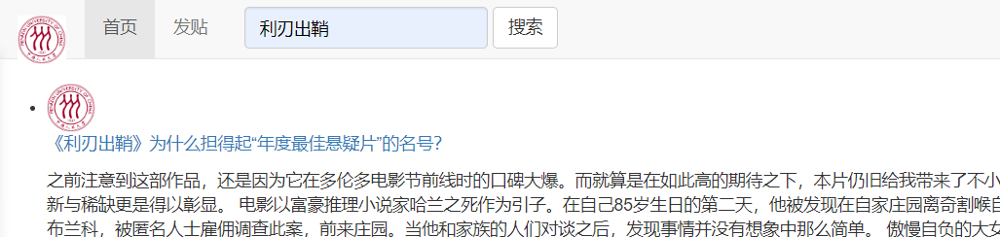 首页 发贴 利刃出鞘 搜索
《利刃出鞘》为什么担得起“年度最佳悬疑片”的名号？
之前注意到这部作品，还是因为它在多伦多电影节前线时的口碑大爆。而就算是在如此高的期待之下，本片仍旧给我带来了不小
新与稀缺更是得以彰显。 电影以富豪推理小说家哈兰之死作为引子。在自己85岁生日的第二天，他被发现在自家庄园离奇割喉自
布兰科，被匿名人士雇佣调查此案，前来庄园。当他和家族的人们对谈之后，发现事情并没有想象中那么简单。 傲慢自负的大女